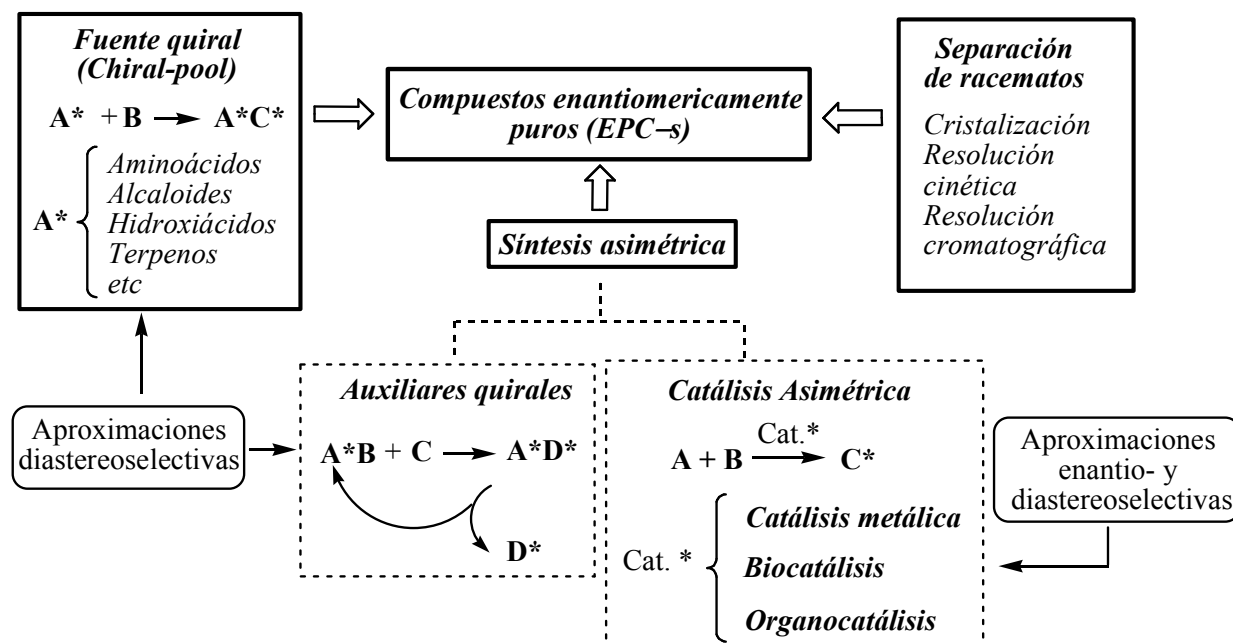 Fuente quiral
(Chiral-pool)
A* + B → A*C*
A*
Aminoácidos
Alcaloides
Hidroxiácidos
Terpenos
etc
Compuestos enantiomericamente
puros (EPC–s)
Separación
de racematos
Cristalización
Resolución
cinética
Resolución
cromatográfica
Síntesis asimétrica
Aproximaciones
diastereoselectivas
Auxiliares quirales
A*B + C → A*D*
D*
Catálisis Asimétrica
Cat.*
A + B → C*
Cat. *
Catálisis metálica
Biocatálisis
Organocatálisis
Aproximaciones
enantio- y
diastereoselectivas